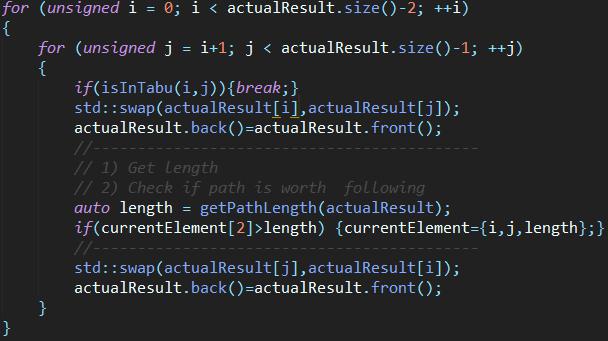 for (unsigned i = 0; i < actualResult.size()-2; ++i)
{
    for (unsigned j = i+1; j < actualResult.size()-1; ++j)
    {
        if(isInTabu(i,j)){break;}
        std::swap(actualResult[i],actualResult[j]);
        actualResult.back()=actualResult.front();
        //------------------------------------------
        // 1) Get length
        // 2) Check if path is worth  following
        auto length = getPathLength(actualResult);
        if(currentElement[2]>length) {currentElement={i,j,length};}
        //------------------------------------------
        std::swap(actualResult[j],actualResult[i]);
        actualResult.back()=actualResult.front();
    }
}